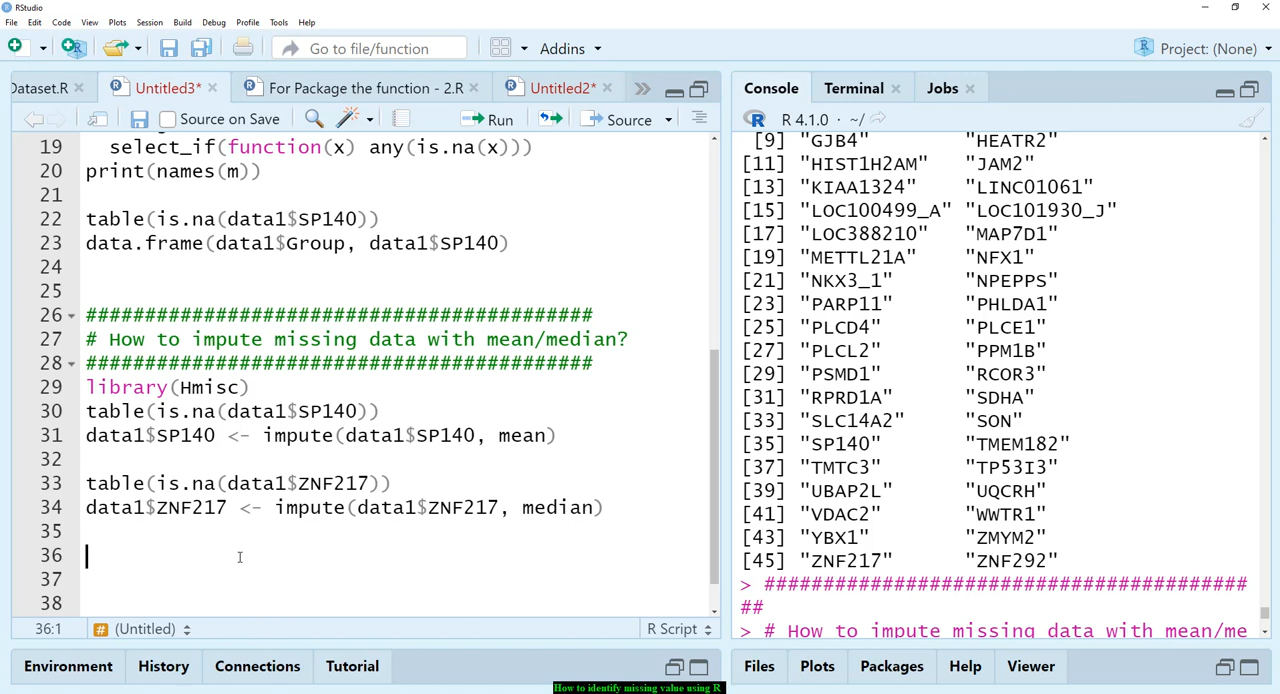 RStudio
File Edit Code View Plots Session Build Debug Profile Tools Help
Go to file/function Addins Project: (None)
Dataset.R Untitled3* For Package the function - 2.R Untitled2*
Source on Save Run Source
19 select_if(function(x) any(is.na(x)))
20 print(names(m))
21
22 table(is.na(data1$SP140))
23 data.frame(data1$Group, data1$SP140)
24
25
26 ###########################################
27 # How to impute missing data with mean/median?
28 ###########################################
29 library(Hmisc)
30 table(is.na(data1$SP140))
31 data1$SP140 <- impute(data1$SP140, mean)
32
33 table(is.na(data1$ZNF217))
34 data1$ZNF217 <- impute(data1$ZNF217, median)
35
36
37
38
36:1 # (Untitled) R Script
Environment History Connections Tutorial
Console Terminal Jobs
R 4.1.0 · ~/
[9] "GJB4" "HEATR2"
[11] "HIST1H2AM" "JAM2"
[13] "KIAA1324" "LINC01061"
[15] "LOC100499_A" "LOC101930_J"
[17] "LOC388210" "MAP7D1"
[19] "METTL21A" "NFX1"
[21] "NKX3_1" "NPEPPS"
[23] "PARP11" "PHLDA1"
[25] "PLCD4" "PLCE1"
[27] "PLCL2" "PPM1B"
[29] "PSMD1" "RCOR3"
[31] "RPRD1A" "SDHA"
[33] "SLC14A2" "SON"
[35] "SP140" "TMEM182"
[37] "TMTC3" "TP53I3"
[39] "UBAP2L" "UQCRH"
[41] "VDAC2" "WWTR1"
[43] "YBX1" "ZMYM2"
[45] "ZNF217" "ZNF292"
> #########################################
##
> # How to impute missing data with mean/me
Files Plots Packages Help Viewer
How to identify missing value using R